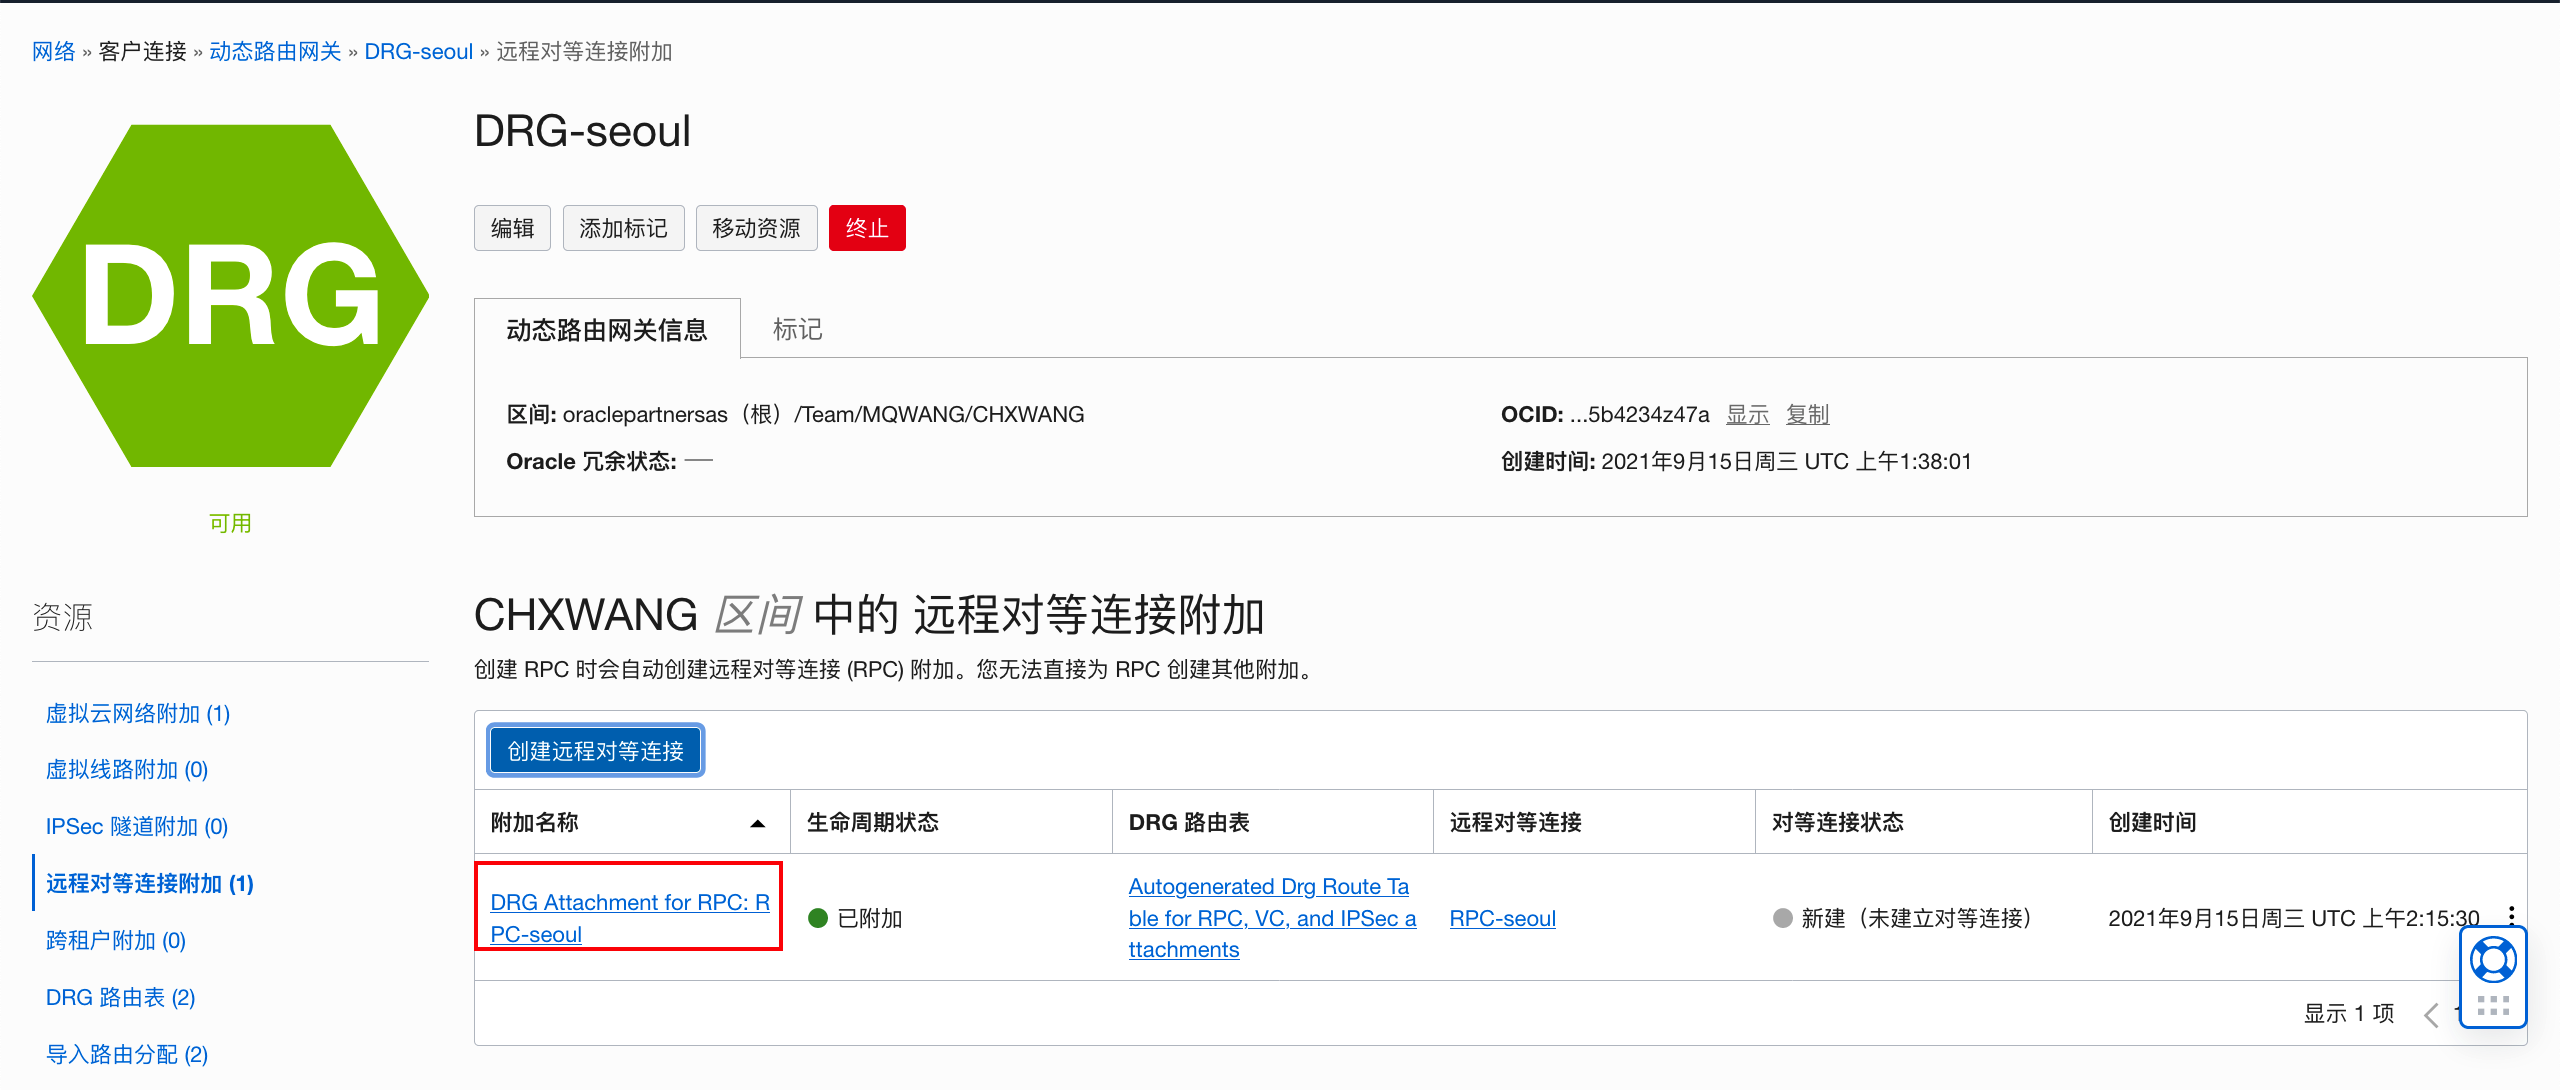 网络 » 客户连接 » 动态路由网关 » DRG-seoul » 远程对等连接附加
DRG
可用
DRG-seoul
编辑 添加标记 移动资源 终止
动态路由网关信息 标记
区间: oraclepartnersas（根）/Team/MQWANG/CHXWANG
OCID: ...5b4234z47a 显示 复制
Oracle 冗余状态: —
创建时间: 2021年9月15日周三 UTC 上午1:38:01
资源
虚拟云网络附加 (1)
虚拟线路附加 (0)
IPSec 隧道附加 (0)
远程对等连接附加 (1)
跨租户附加 (0)
DRG 路由表 (2)
导入路由分配 (2)
CHXWANG 区间 中的 远程对等连接附加
创建 RPC 时会自动创建远程对等连接 (RPC) 附加。您无法直接为 RPC 创建其他附加。
创建远程对等连接
附加名称 生命周期状态 DRG 路由表 远程对等连接 对等连接状态 创建时间
DRG Attachment for RPC: R
PC-seoul
已附加
Autogenerated Drg Route Ta
ble for RPC, VC, and IPSec a
ttachments
RPC-seoul
新建（未建立对等连接）
2021年9月15日周三 UTC 上午2:15:30
显示 1 项